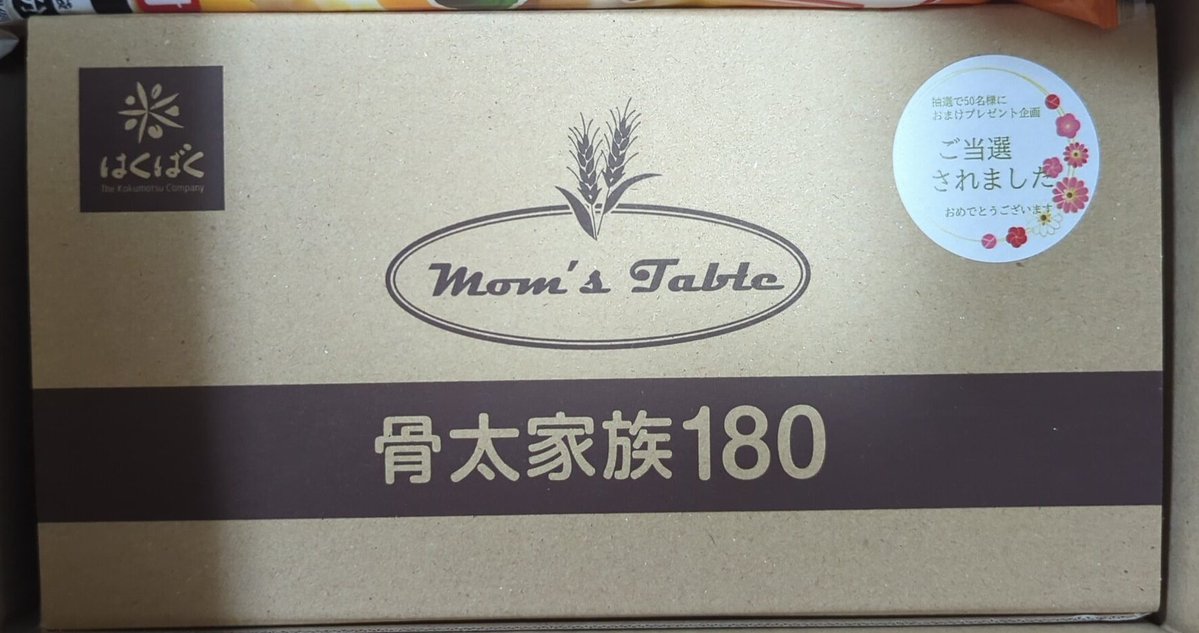 はくばく
The Kokumotsu Company
抽選で50名様に
おまけプレゼント企画
ご当選
されました
おめでとうございます
Mom's Table
骨太家族180